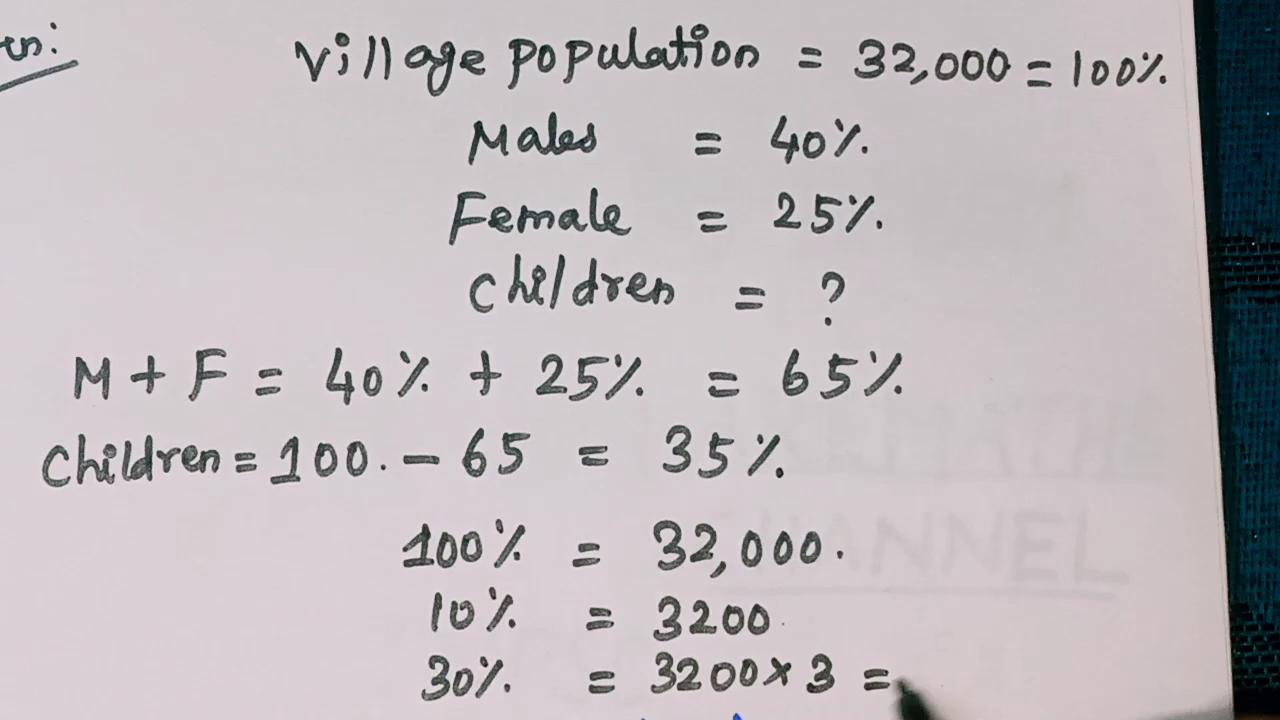 Village population = 32,000 = 100%
Males = 40%
Female = 25%
Children = ?
M + F = 40% + 25% = 65%
Children = 100. - 65 = 35%
100% = 32,000.
10% = 3200
30% = 3200 × 3 =